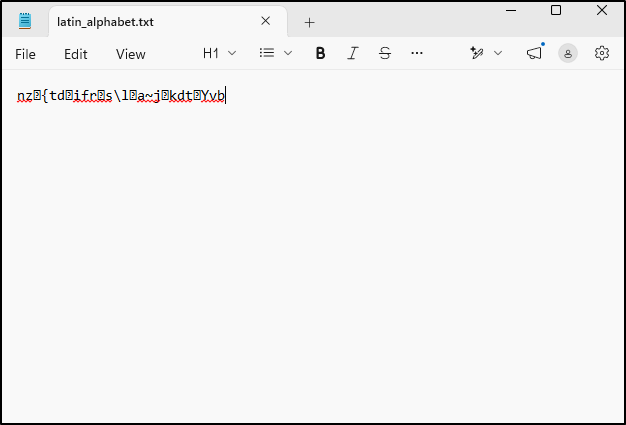 latin_alphabet.txt
File Edit View H1 B I S
nz{tdifrs\la~jkdtYvb